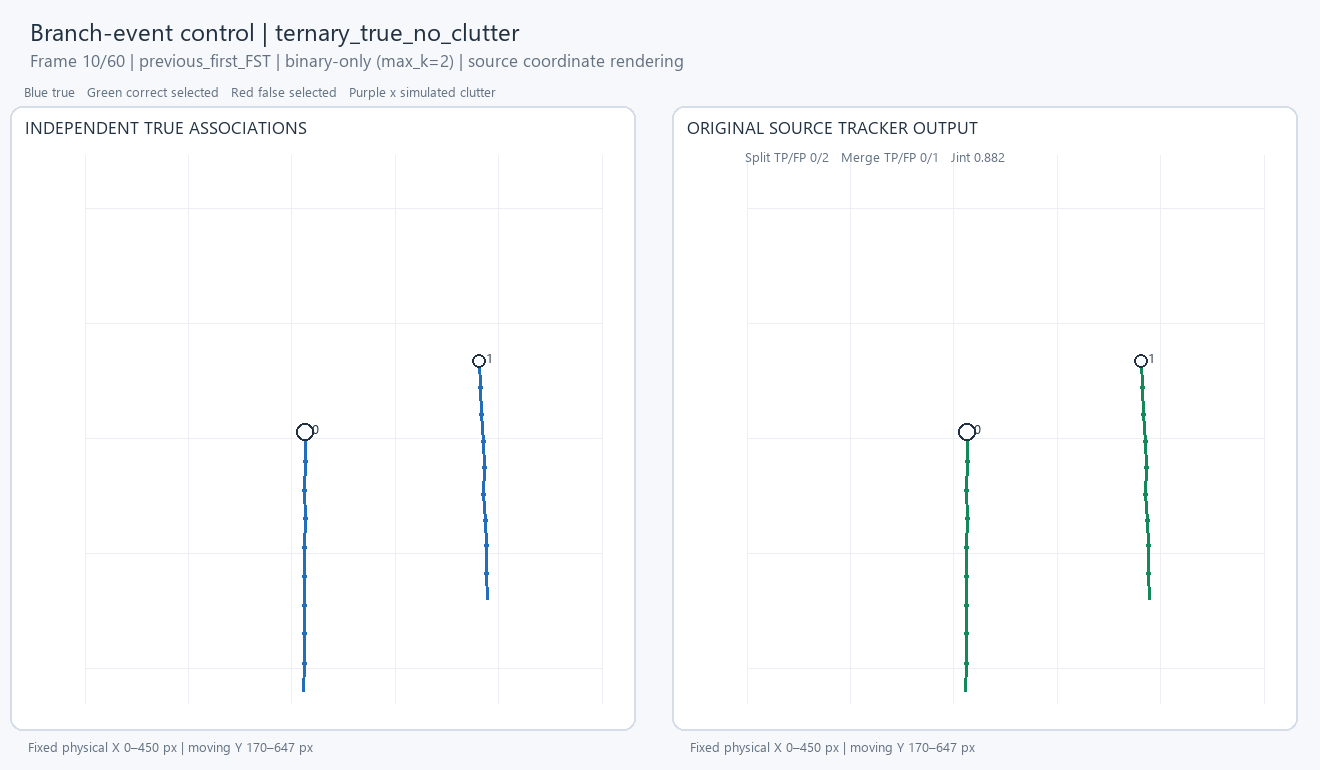 Branch-event control | ternary_true_no_clutter
Frame 10/60 | previous_first_FST | binary-only (max_k=2) | source coordinate rendering
Blue true   Green correct selected   Red false selected   Purple x simulated clutter
INDEPENDENT TRUE ASSOCIATIONS
1
0
Fixed physical X 0–450 px | moving Y 170–647 px
ORIGINAL SOURCE TRACKER OUTPUT
Split TP/FP 0/2   Merge TP/FP 0/1   Jint 0.882
1
0
Fixed physical X 0–450 px | moving Y 170–647 px